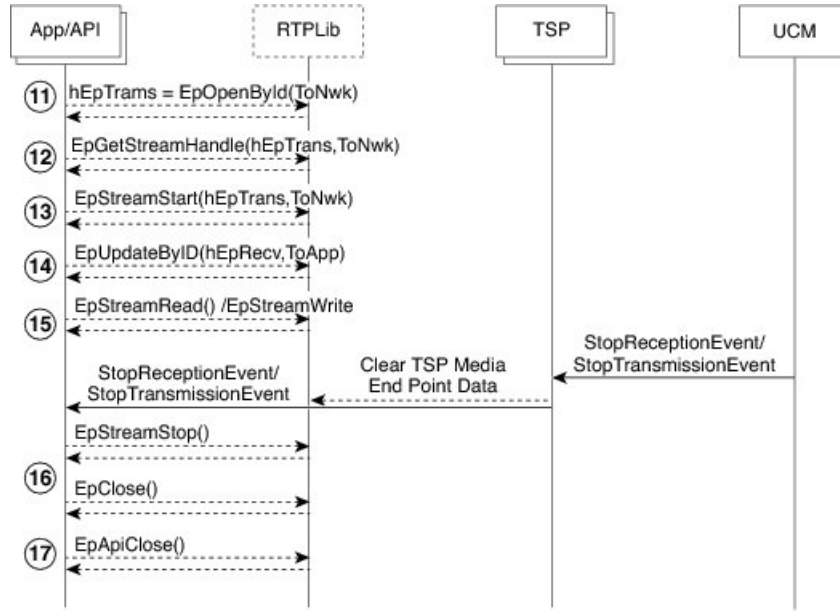 App/API
RTPLib
TSP
UCM
11
hEpTrams = EpOpenById(ToNwk)
12
EpGetStreamHandle(hEpTrans,ToNwk)
13
EpStreamStart(hEpTrans,ToNwk)
14
EpUpdateByID(hEpRecv,ToApp)
15
EpStreamRead() /EpStreamWrite
StopReceptionEvent/
StopTransmissionEvent
Clear TSP Media
End Point Data
StopReceptionEvent/
StopTransmissionEvent
EpStreamStop()
16
EpClose()
17
EpApiClose()